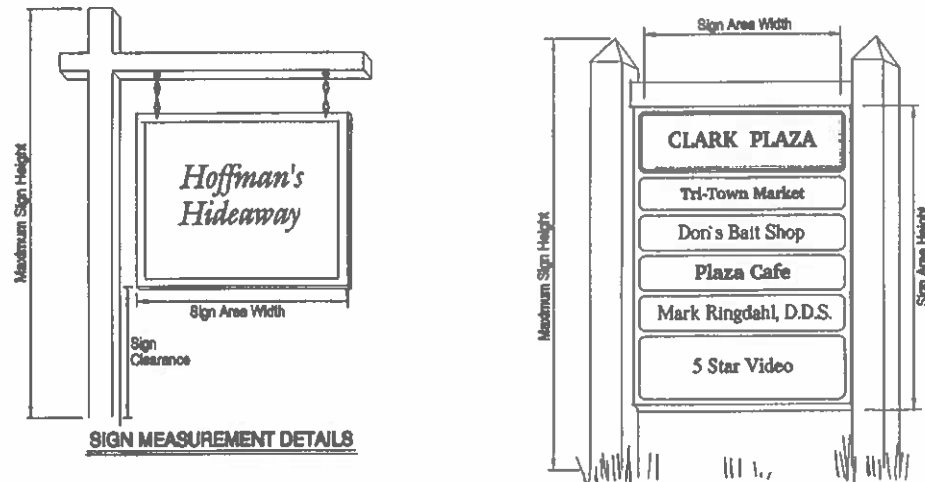 Maximum Sign Height
Hoffman's
Hideaway
Sign Area Width
Sign
Clearance
SIGN MEASUREMENT DETAILS
Sign Area Width
Maximum Sign Height
CLARK PLAZA
Tri-Town Market
Don's Bait Shop
Plaza Cafe
Mark Ringdahl, D.D.S.
5 Star Video
Sign Area Height